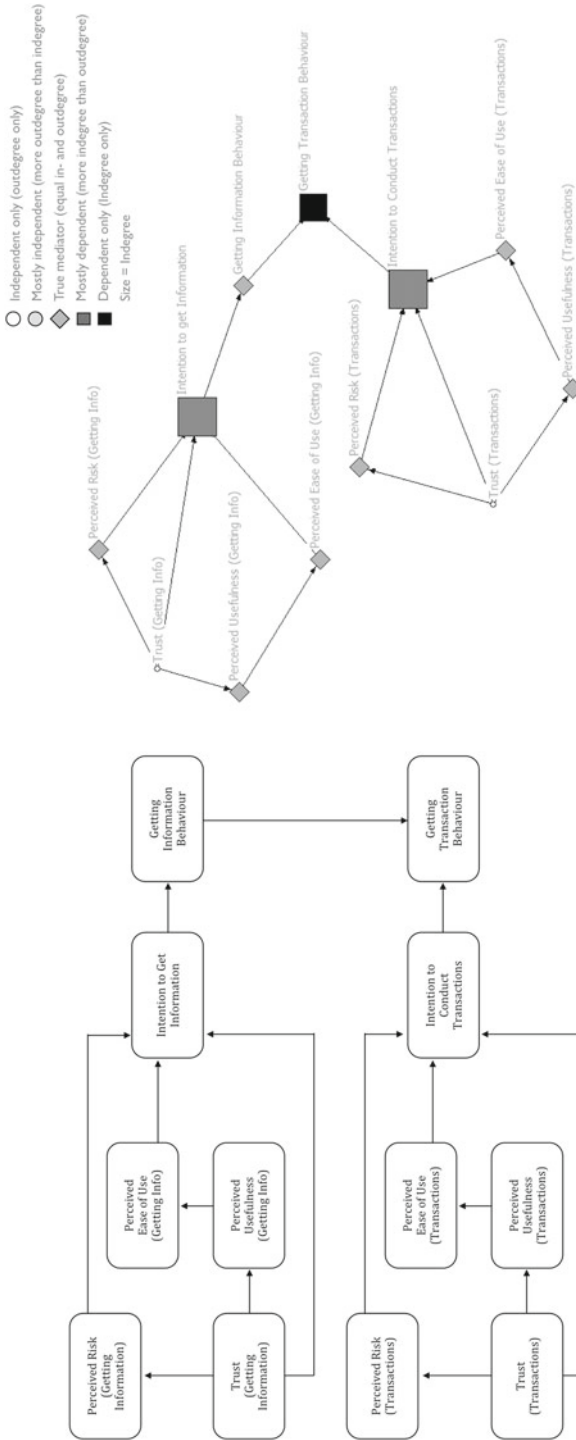 Perceived Risk
(Getting
Information)
Trust
(Getting
Information)
Perceived
Ease of Use
(Getting Info)
Perceived
Usefulness
(Getting Info)
Intention to Get
Information
Getting
Information
Behaviour
Perceived Risk
(Transactions)
Trust
(Transactions)
Perceived
Ease of Use
(Transactions)
Perceived
Usefulness
(Transactions)
Intention to
Conduct
Transactions
Getting
Transaction
Behaviour
Independent only (outdegree only)
Mostly independent (more outdegree than indegree)
True mediator (equal in- and outdegree)
Mostly dependent (more indegree than outdegree)
Dependent only (Indegree only)
Size = Indegree
Perceived Risk (Getting Info)
Trust (Getting Info)
Perceived Usefulness (Getting Info)
Perceived Ease of Use (Getting Info)
Intention to get Information
Getting Information Behaviour
Getting Transaction Behaviour
Intention to Conduct Transactions
Perceived Risk (Transactions)
Trust (Transactions)
Perceived Ease of Use (Transactions)
Perceived Usefulness (Transactions)